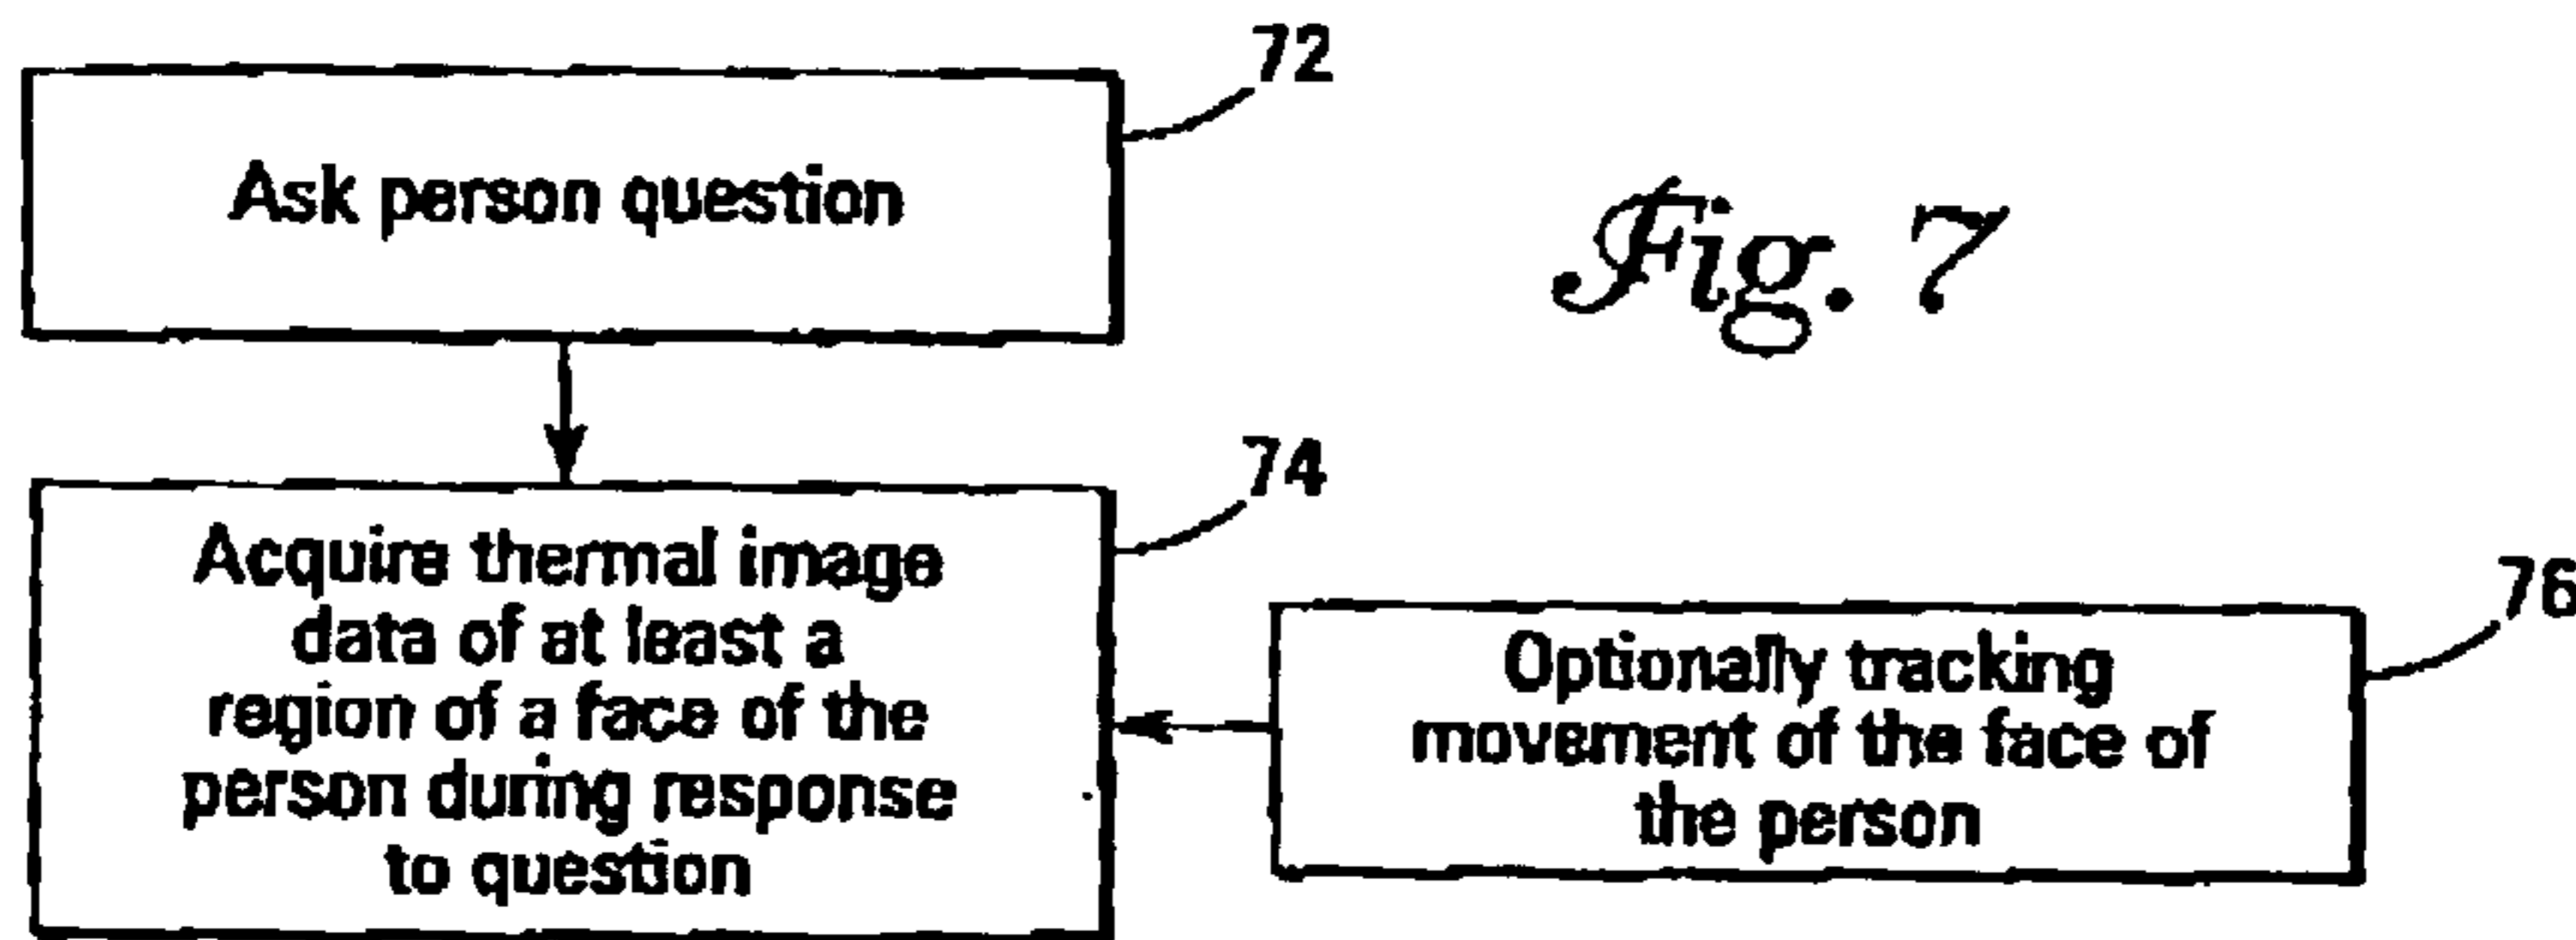 72
Ask person question
Fig. 7
74
Acquire thermal image
data of at least a
region of a face of the
person during response
to question
76
Optionally tracking
movement of the face of
the person